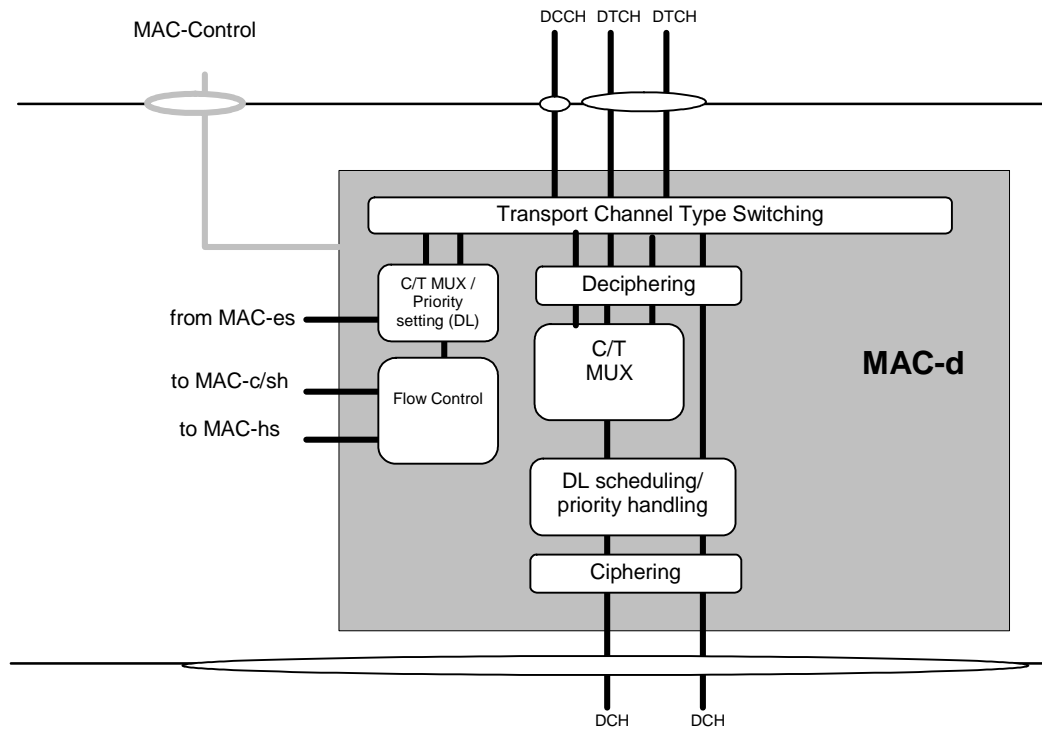 DCCH DTCH DTCH
MAC-Control
Transport Channel Type Switching
C/T MUX /
Priority
setting (DL)
Deciphering
from MAC-es
C/T
MUX
MAC-d
to MAC-c/sh
Flow Control
to MAC-hs
DL scheduling/
priority handling
Ciphering
DCH DCH